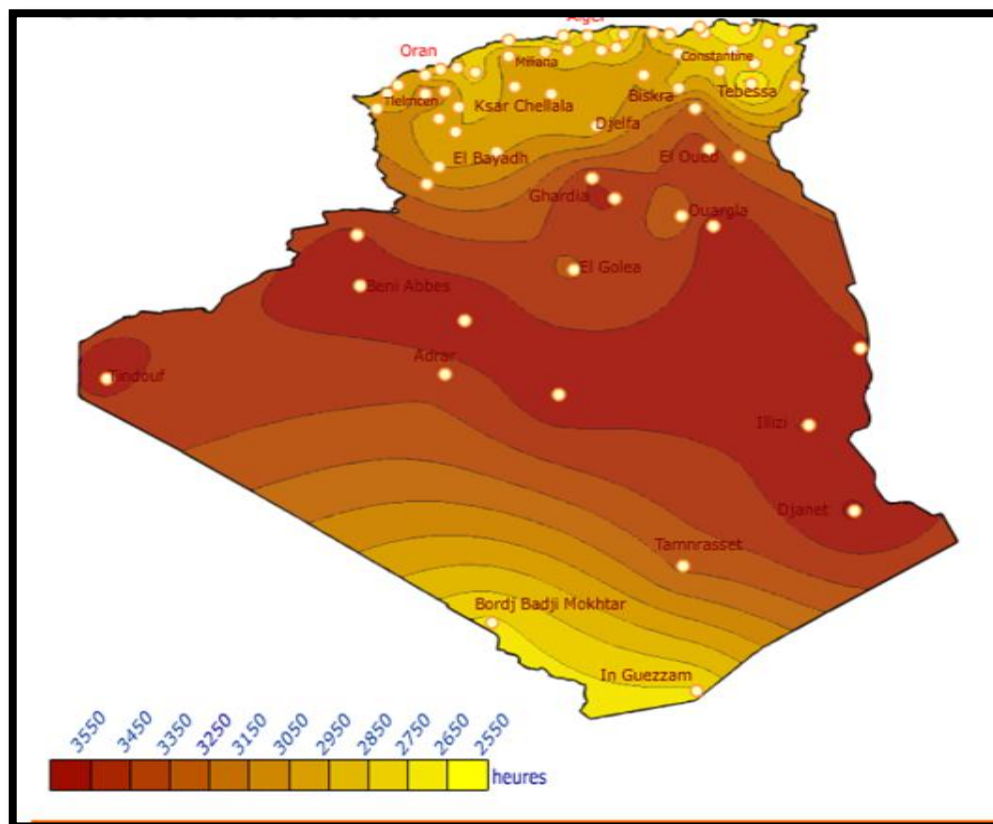 Alger
Oran
Miliana
Constantine
Tlelmcen
Ksar Chellala
Biskra
Tebessa
Djelfa
El Bayadh
El Oued
Ghardia
Ouargla
El Golea
Beni Abbes
Adrar
Tindouf
Illizi
Djanet
Tamnrasset
Bordj Badji Mokhtar
In Guezzam
3550 3450 3350 3250 3150 3050 2950 2850 2750 2650 2550
heures